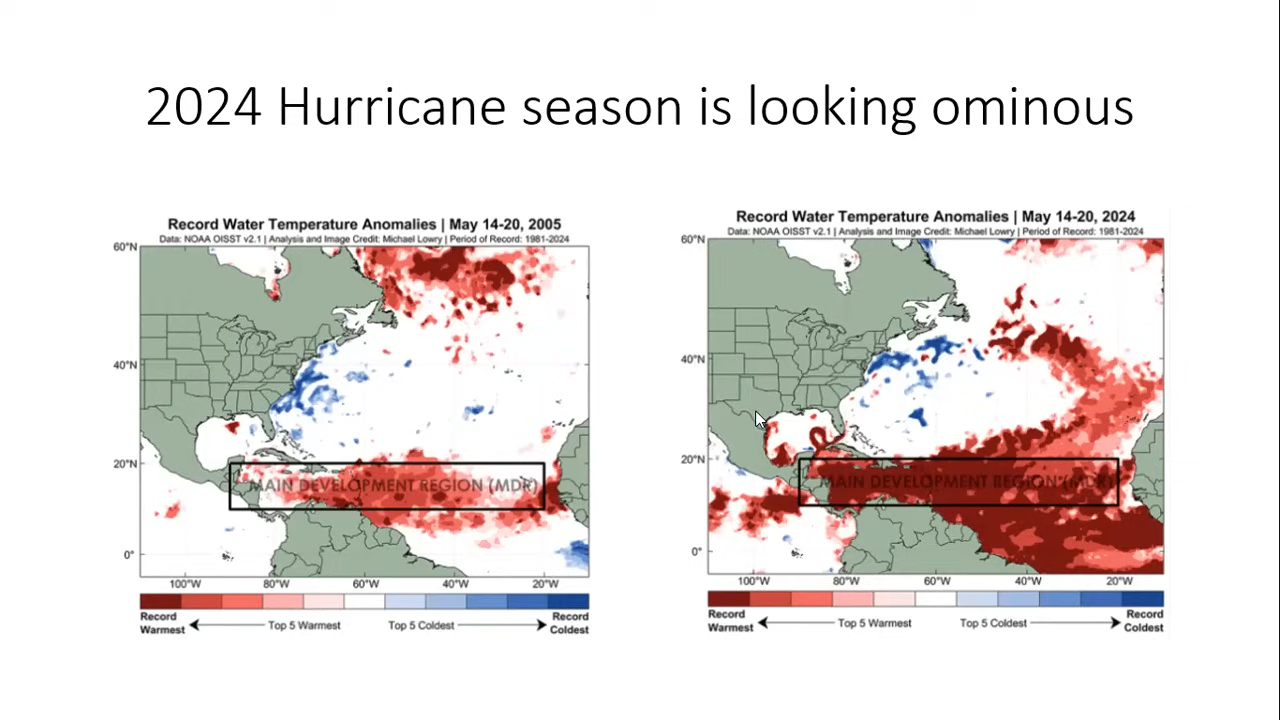 2024 Hurricane season is looking ominous
Record Water Temperature Anomalies | May 14-20, 2005
Data: NOAA OISST v2.1 | Analysis and Image Credit: Michael Lowry | Period of Record: 1981-2024
60°N
40°N
20°N
0°
MAIN DEVELOPMENT REGION (MDR)
100°W 80°W 60°W 40°W 20°W
Record Warmest
Top 5 Warmest
Top 5 Coldest
Record Coldest
Record Water Temperature Anomalies | May 14-20, 2024
Data: NOAA OISST v2.1 | Analysis and Image Credit: Michael Lowry | Period of Record: 1981-2024
60°N
40°N
20°N
0°
MAIN DEVELOPMENT REGION (MDR)
100°W 80°W 60°W 40°W 20°W
Record Warmest
Top 5 Warmest
Top 5 Coldest
Record Coldest